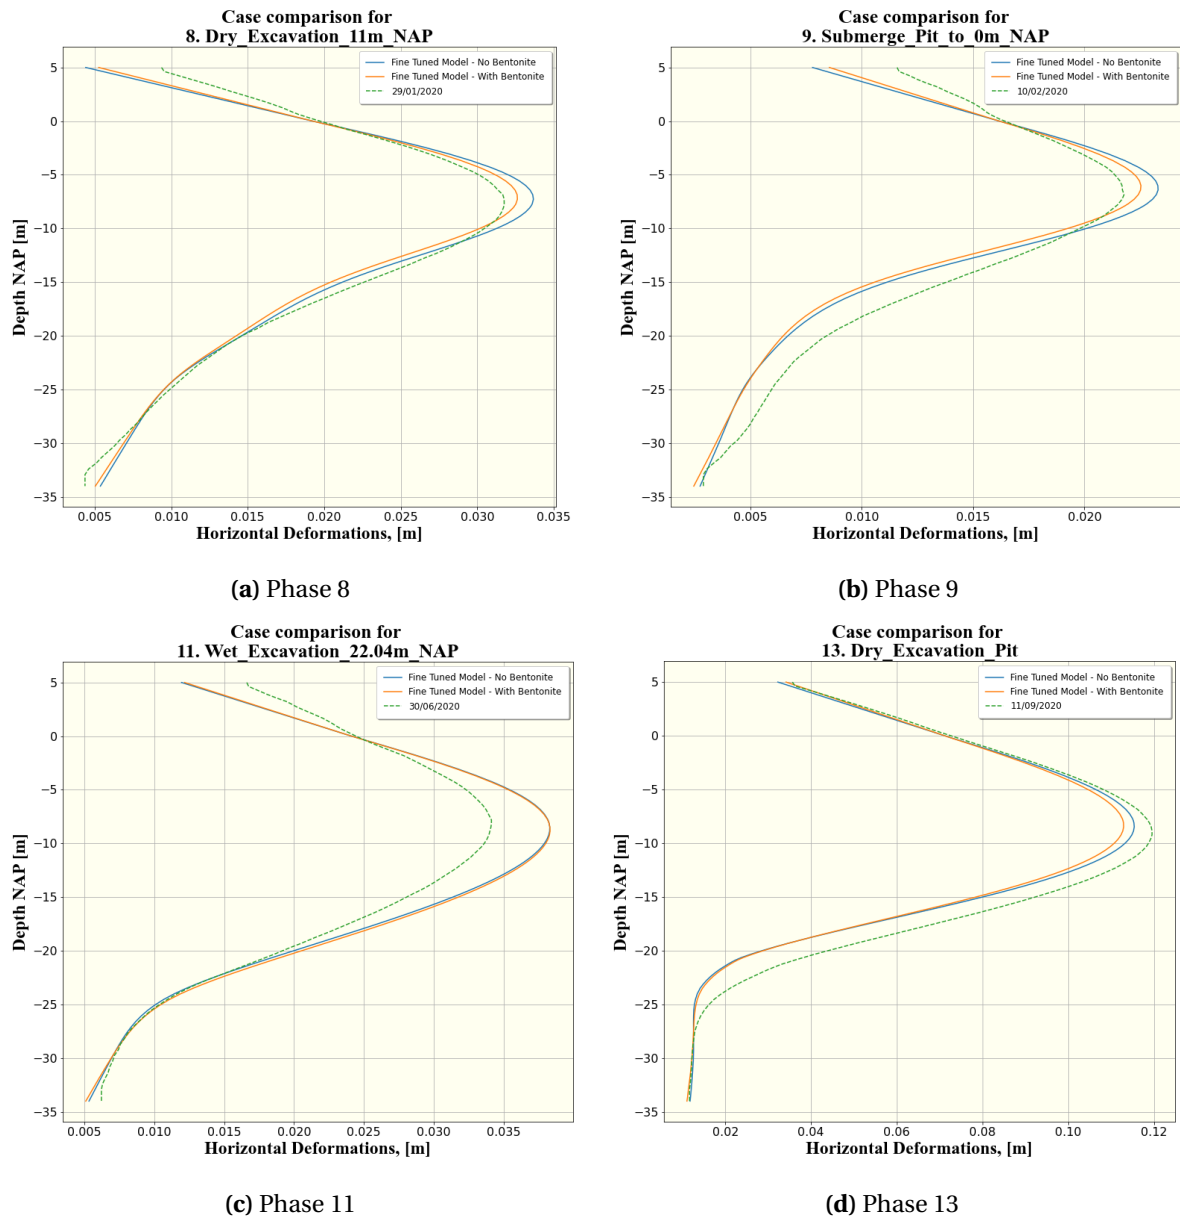 Case comparison for
8. Dry_Excavation_11m_NAP
Fine Tuned Model - No Bentonite
Fine Tuned Model - With Bentonite
29/01/2020
Depth NAP [m]
5
0
−5
−10
−15
−20
−25
−30
−35
0.005 0.010 0.015 0.020 0.025 0.030 0.035
Horizontal Deformations, [m]
(a) Phase 8
Case comparison for
9. Submerge_Pit_to_0m_NAP
Fine Tuned Model - No Bentonite
Fine Tuned Model - With Bentonite
10/02/2020
Depth NAP [m]
5
0
−5
−10
−15
−20
−25
−30
−35
0.005 0.010 0.015 0.020
Horizontal Deformations, [m]
(b) Phase 9
Case comparison for
11. Wet_Excavation_22.04m_NAP
Fine Tuned Model - No Bentonite
Fine Tuned Model - With Bentonite
30/06/2020
Depth NAP [m]
5
0
−5
−10
−15
−20
−25
−30
−35
0.005 0.010 0.015 0.020 0.025 0.030 0.035
Horizontal Deformations, [m]
(c) Phase 11
Case comparison for
13. Dry_Excavation_Pit
Fine Tuned Model - No Bentonite
Fine Tuned Model - With Bentonite
11/09/2020
Depth NAP [m]
5
0
−5
−10
−15
−20
−25
−30
−35
0.02 0.04 0.06 0.08 0.10 0.12
Horizontal Deformations, [m]
(d) Phase 13